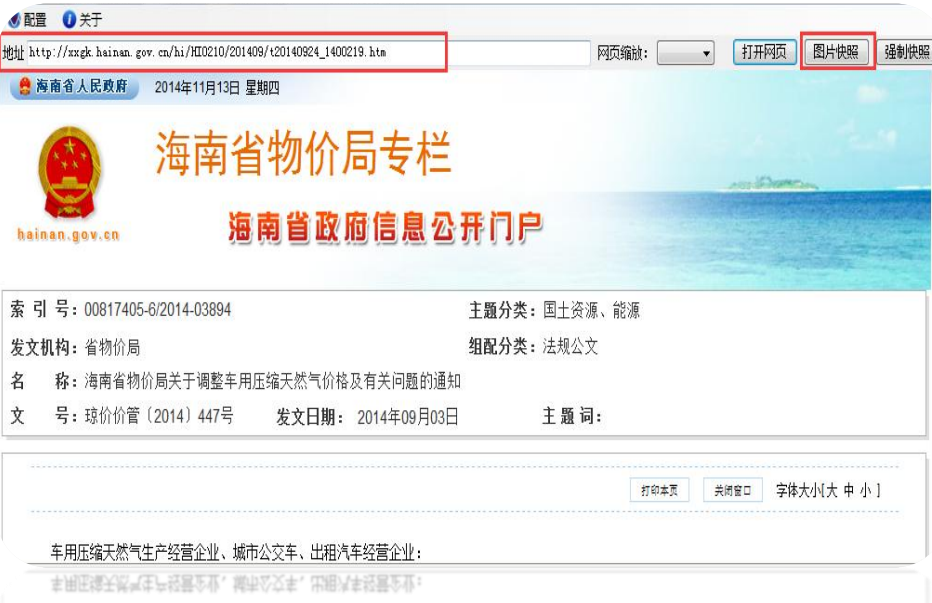 配置 关于
地址 http://xxgk.hainan.gov.cn/hi/HI0210/201409/t20140924_1400219.htm 网页缩放： 打开网页 图片快照 强制快照
海南省人民政府 2014年11月13日 星期四
海南省物价局专栏
hainan.gov.cn 海南省政府信息公开门户
索 引 号：00817405-6/2014-03894 主题分类：国土资源、能源
发文机构：省物价局 组配分类：法规公文
名 称：海南省物价局关于调整车用压缩天然气价格及有关问题的通知
文 号：琼价价管〔2014〕447号 发文日期： 2014年09月03日 主 题 词：
打印本页 关闭窗口 字体大小[大 中 小 ]
车用压缩天然气生产经营企业、城市公交车、出租汽车经营企业：